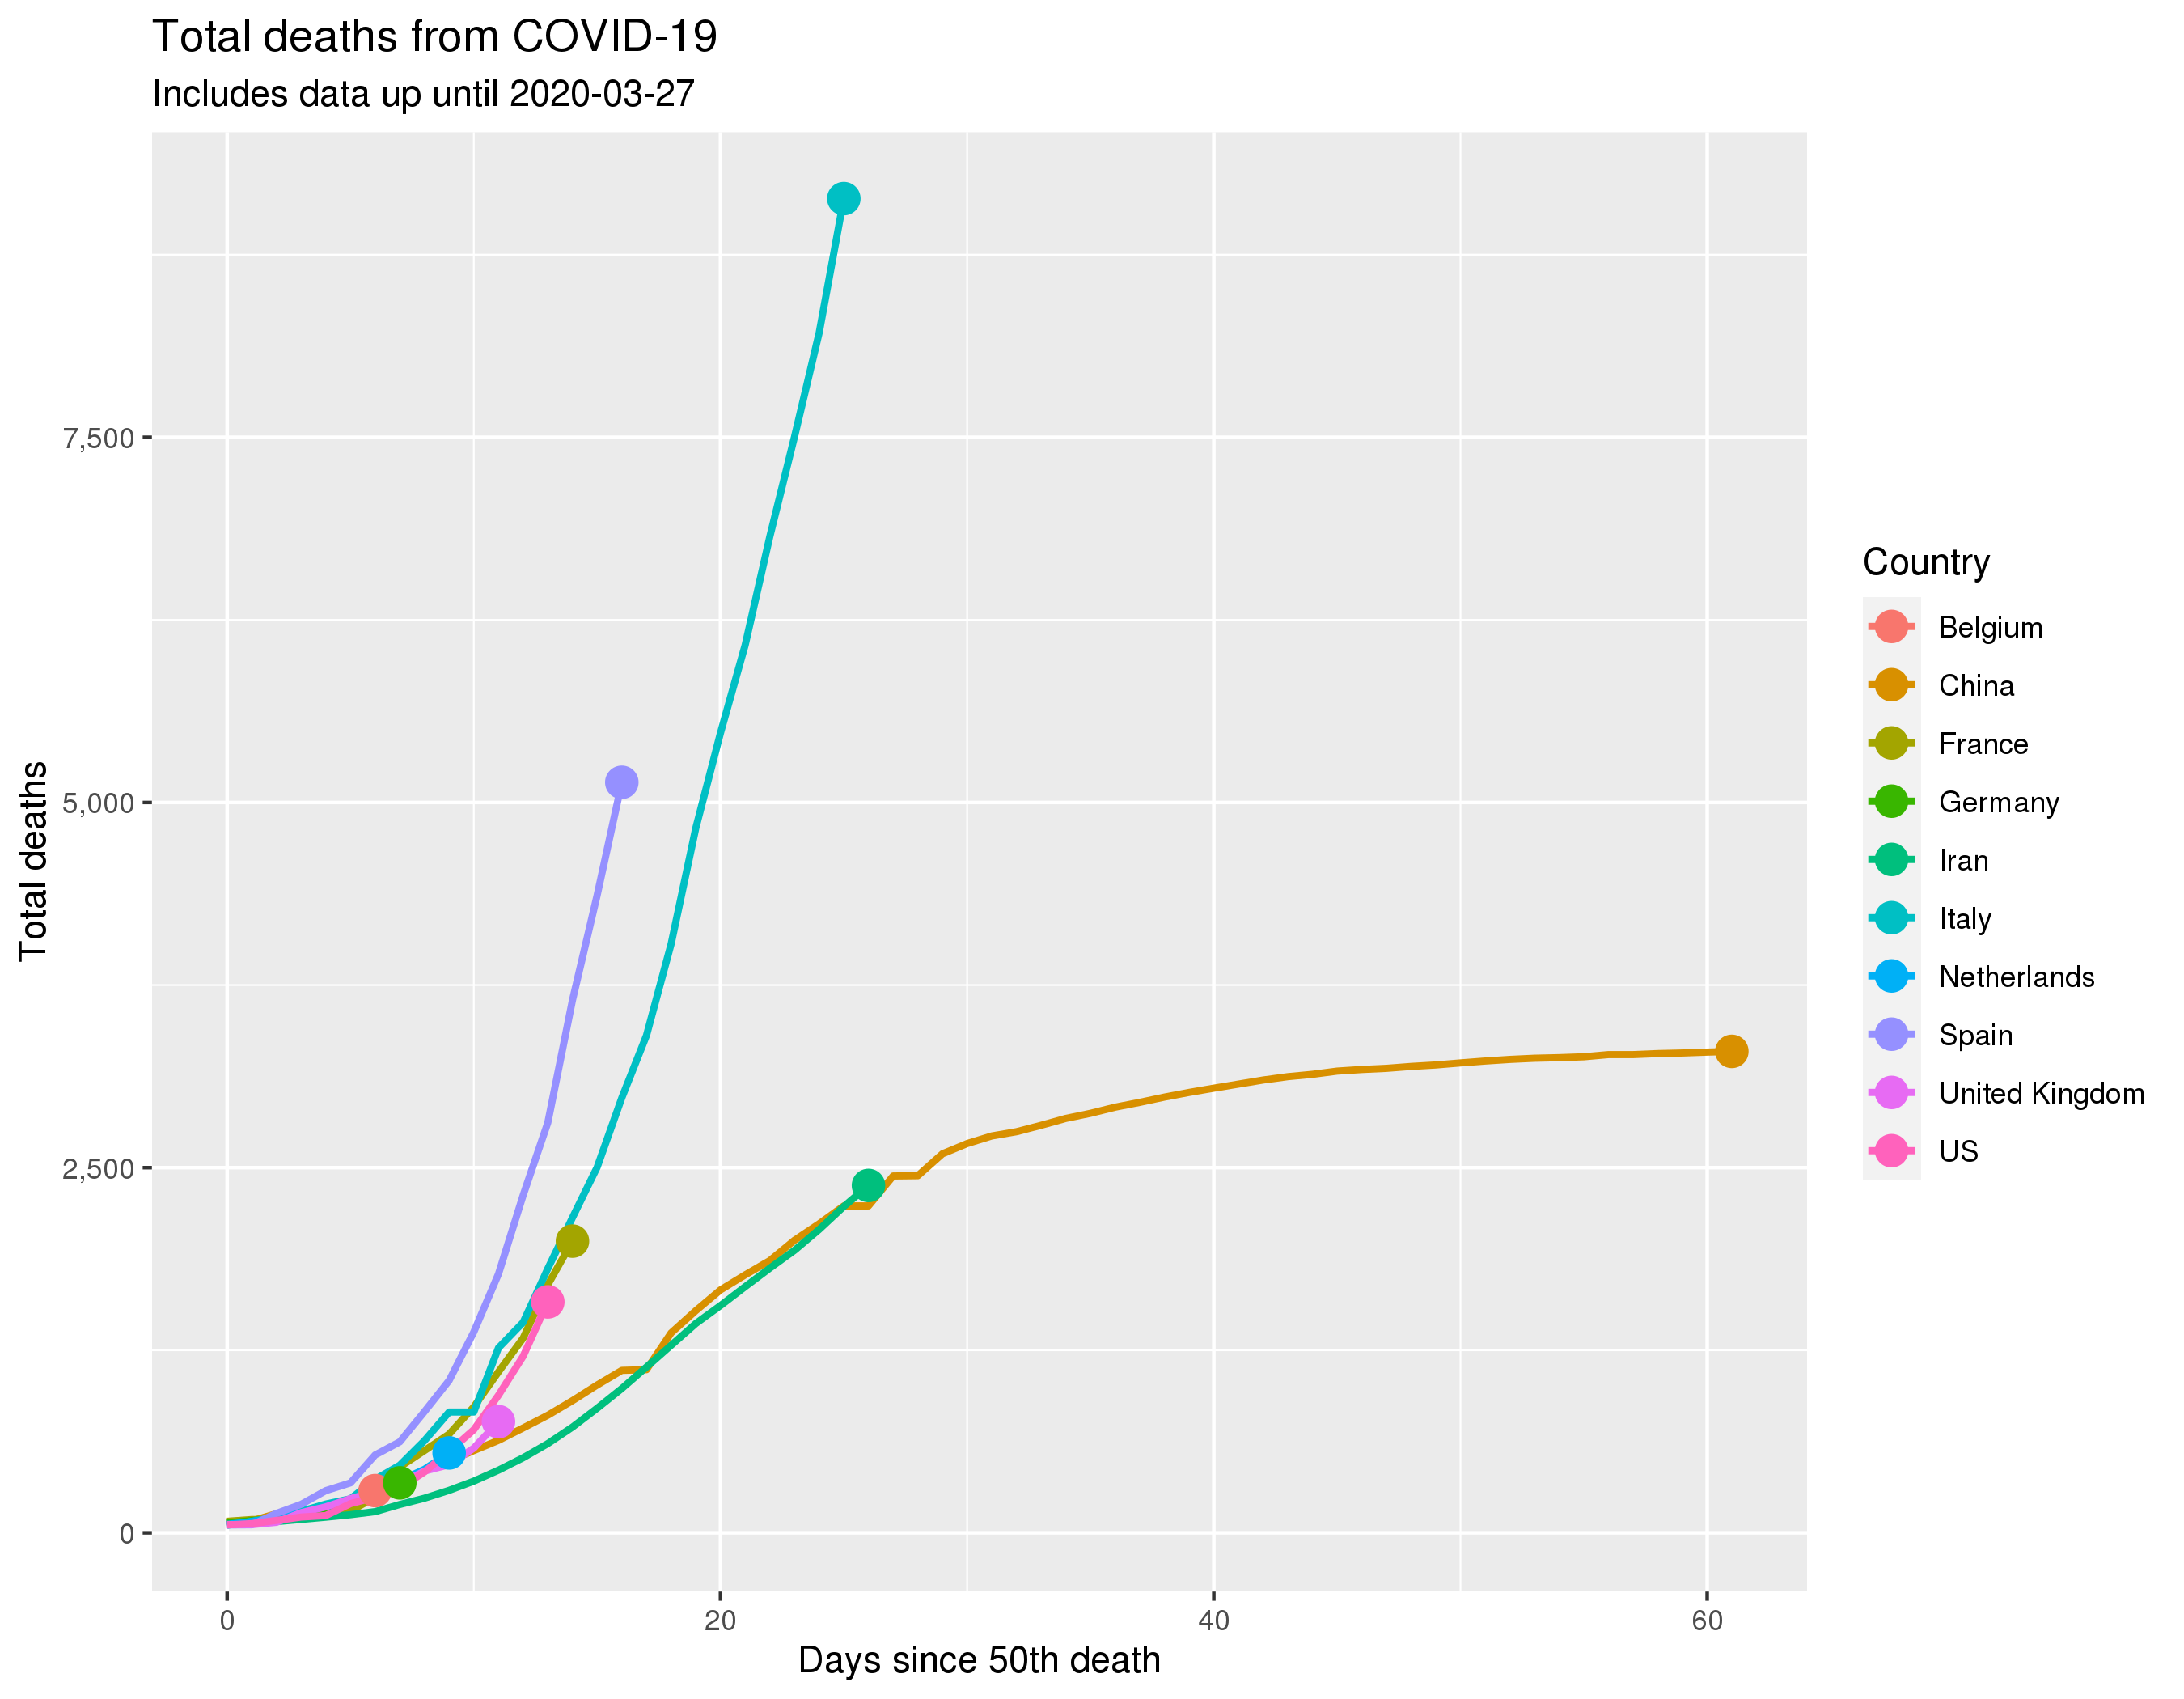 Total deaths from COVID-19
Includes data up until 2020-03-27
Total deaths
7,500
5,000
2,500
0
0
20
40
60
Days since 50th death
Country
Belgium
China
France
Germany
Iran
Italy
Netherlands
Spain
United Kingdom
US